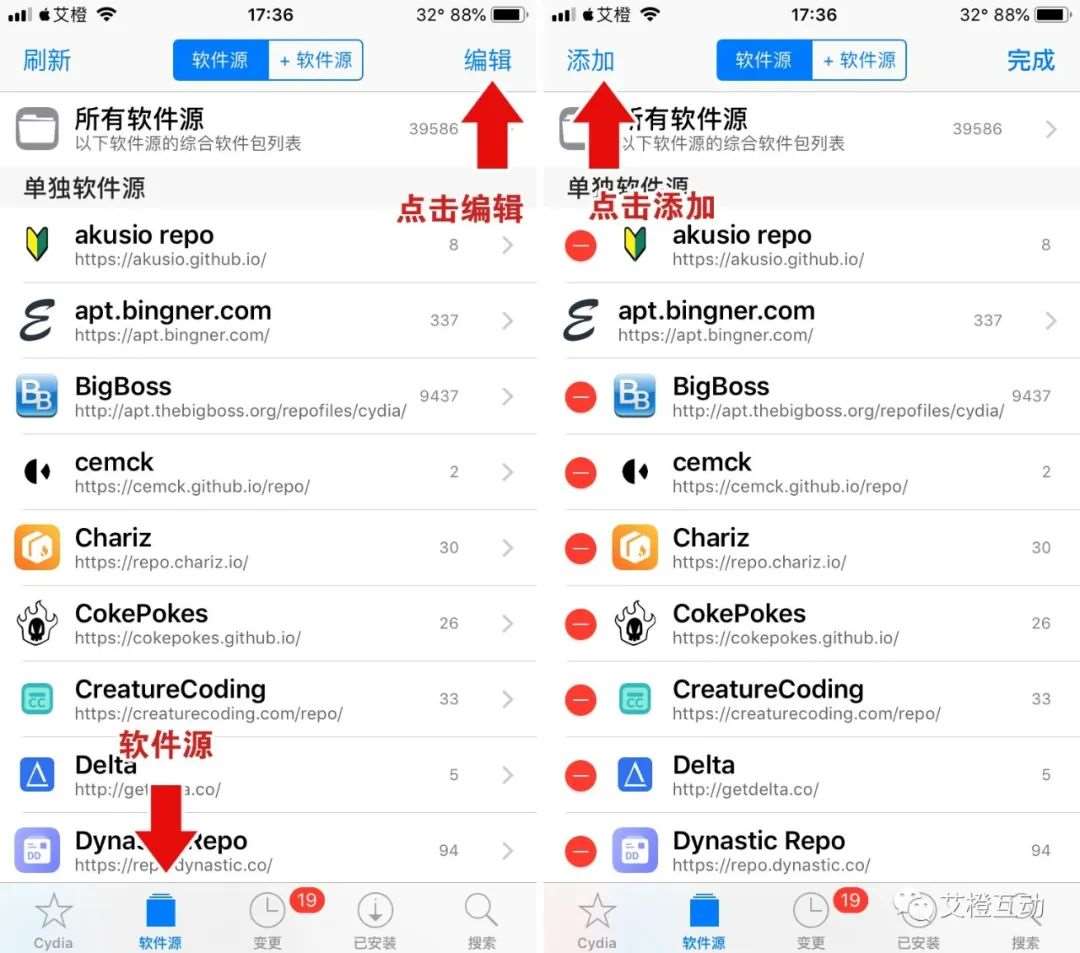 艾橙 17:36 32° 88%
刷新 软件源 + 软件源 编辑
所有软件源
以下软件源的综合软件包列表
39586
点击编辑
单独软件源
akusio repo
https://akusio.github.io/
8
apt.bingner.com
https://apt.bingner.com/
337
BigBoss
http://apt.thebigboss.org/repofiles/cydia/
9437
cemck
https://cemck.github.io/repo/
2
Chariz
https://repo.chariz.io/
30
CokePokes
https://cokepokes.github.io/
26
CC
CreatureCoding
https://creaturecoding.com/repo/
33
软件源
Delta
http://get a.co/
5
DD
Dynas Repo
https://rep dynastic.co/
94
Cydia 软件源 变更 19 已安装 搜索
艾橙 17:36 32° 88%
添加 软件源 + 软件源 完成
所有软件源
以下软件源的综合软件包列表
39586
点击添加
单独软件源
akusio repo
https://akusio.github.io/
8
apt.bingner.com
https://apt.bingner.com/
337
BB
BigBoss
http://apt.thebigboss.org/repofiles/cydia/
9437
cemck
https://cemck.github.io/repo/
2
Chariz
https://repo.chariz.io/
30
CokePokes
https://cokepokes.github.io/
26
CC
CreatureCoding
https://creaturecoding.com/repo/
33
Delta
http://getdelta.co/
5
DD
Dynastic Repo
https://repo.dynastic.co/
94
Cydia 软件源 变更 19 已安装 搜索
艾橙互动